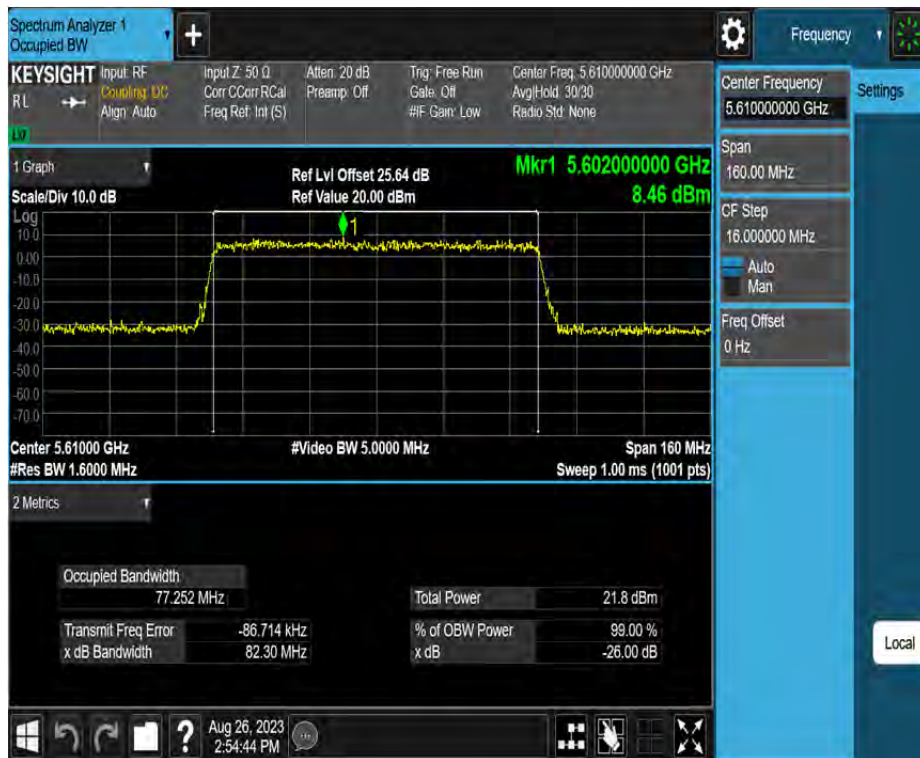 Spectrum Analyzer 1
Occupied BW
Frequency
KEYSIGHT
RL
Input: RF
Coupling: DC
Align: Auto
Input Z: 50 Ω
Corr CCorr RCal
Freq Ref: Int (S)
Atten: 20 dB
Preamp: Off
Trig: Free Run
Gate: Off
#IF Gain: Low
Center Freq: 5.610000000 GHz
Avg|Hold: 30/30
Radio Std: None
Center Frequency
5.610000000 GHz
Settings
Span
160.00 MHz
CF Step
16.000000 MHz
Auto
Man
Freq Offset
0 Hz
1 Graph
Scale/Div 10.0 dB
Ref Lvl Offset 25.64 dB
Ref Value 20.00 dBm
Mkr1 5.602000000 GHz
8.46 dBm
Log
10.0
0.00
-10.0
-20.0
-30.0
-40.0
-50.0
-60.0
-70.0
1
Center 5.61000 GHz
#Video BW 5.0000 MHz
Span 160 MHz
#Res BW 1.6000 MHz
Sweep 1.00 ms (1001 pts)
2 Metrics
Occupied Bandwidth
77.252 MHz
Total Power 21.8 dBm
Transmit Freq Error -86.714 kHz
% of OBW Power 99.00 %
x dB Bandwidth 82.30 MHz
x dB -26.00 dB
Local
?
Aug 26, 2023
2:54:44 PM